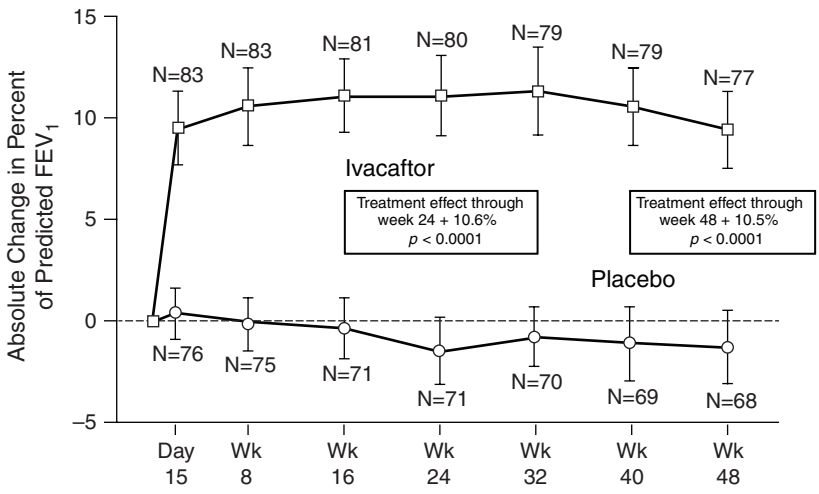 Absolute Change in Percent
of Predicted FEV1
15
10
5
0
–5
N=83
N=83
N=81
N=80
N=79
N=79
N=77
Ivacaftor
Treatment effect through
week 24 + 10.6%
p < 0.0001
Treatment effect through
week 48 + 10.5%
p < 0.0001
Placebo
N=76
N=75
N=71
N=71
N=70
N=69
N=68
Day
15
Wk
8
Wk
16
Wk
24
Wk
32
Wk
40
Wk
48